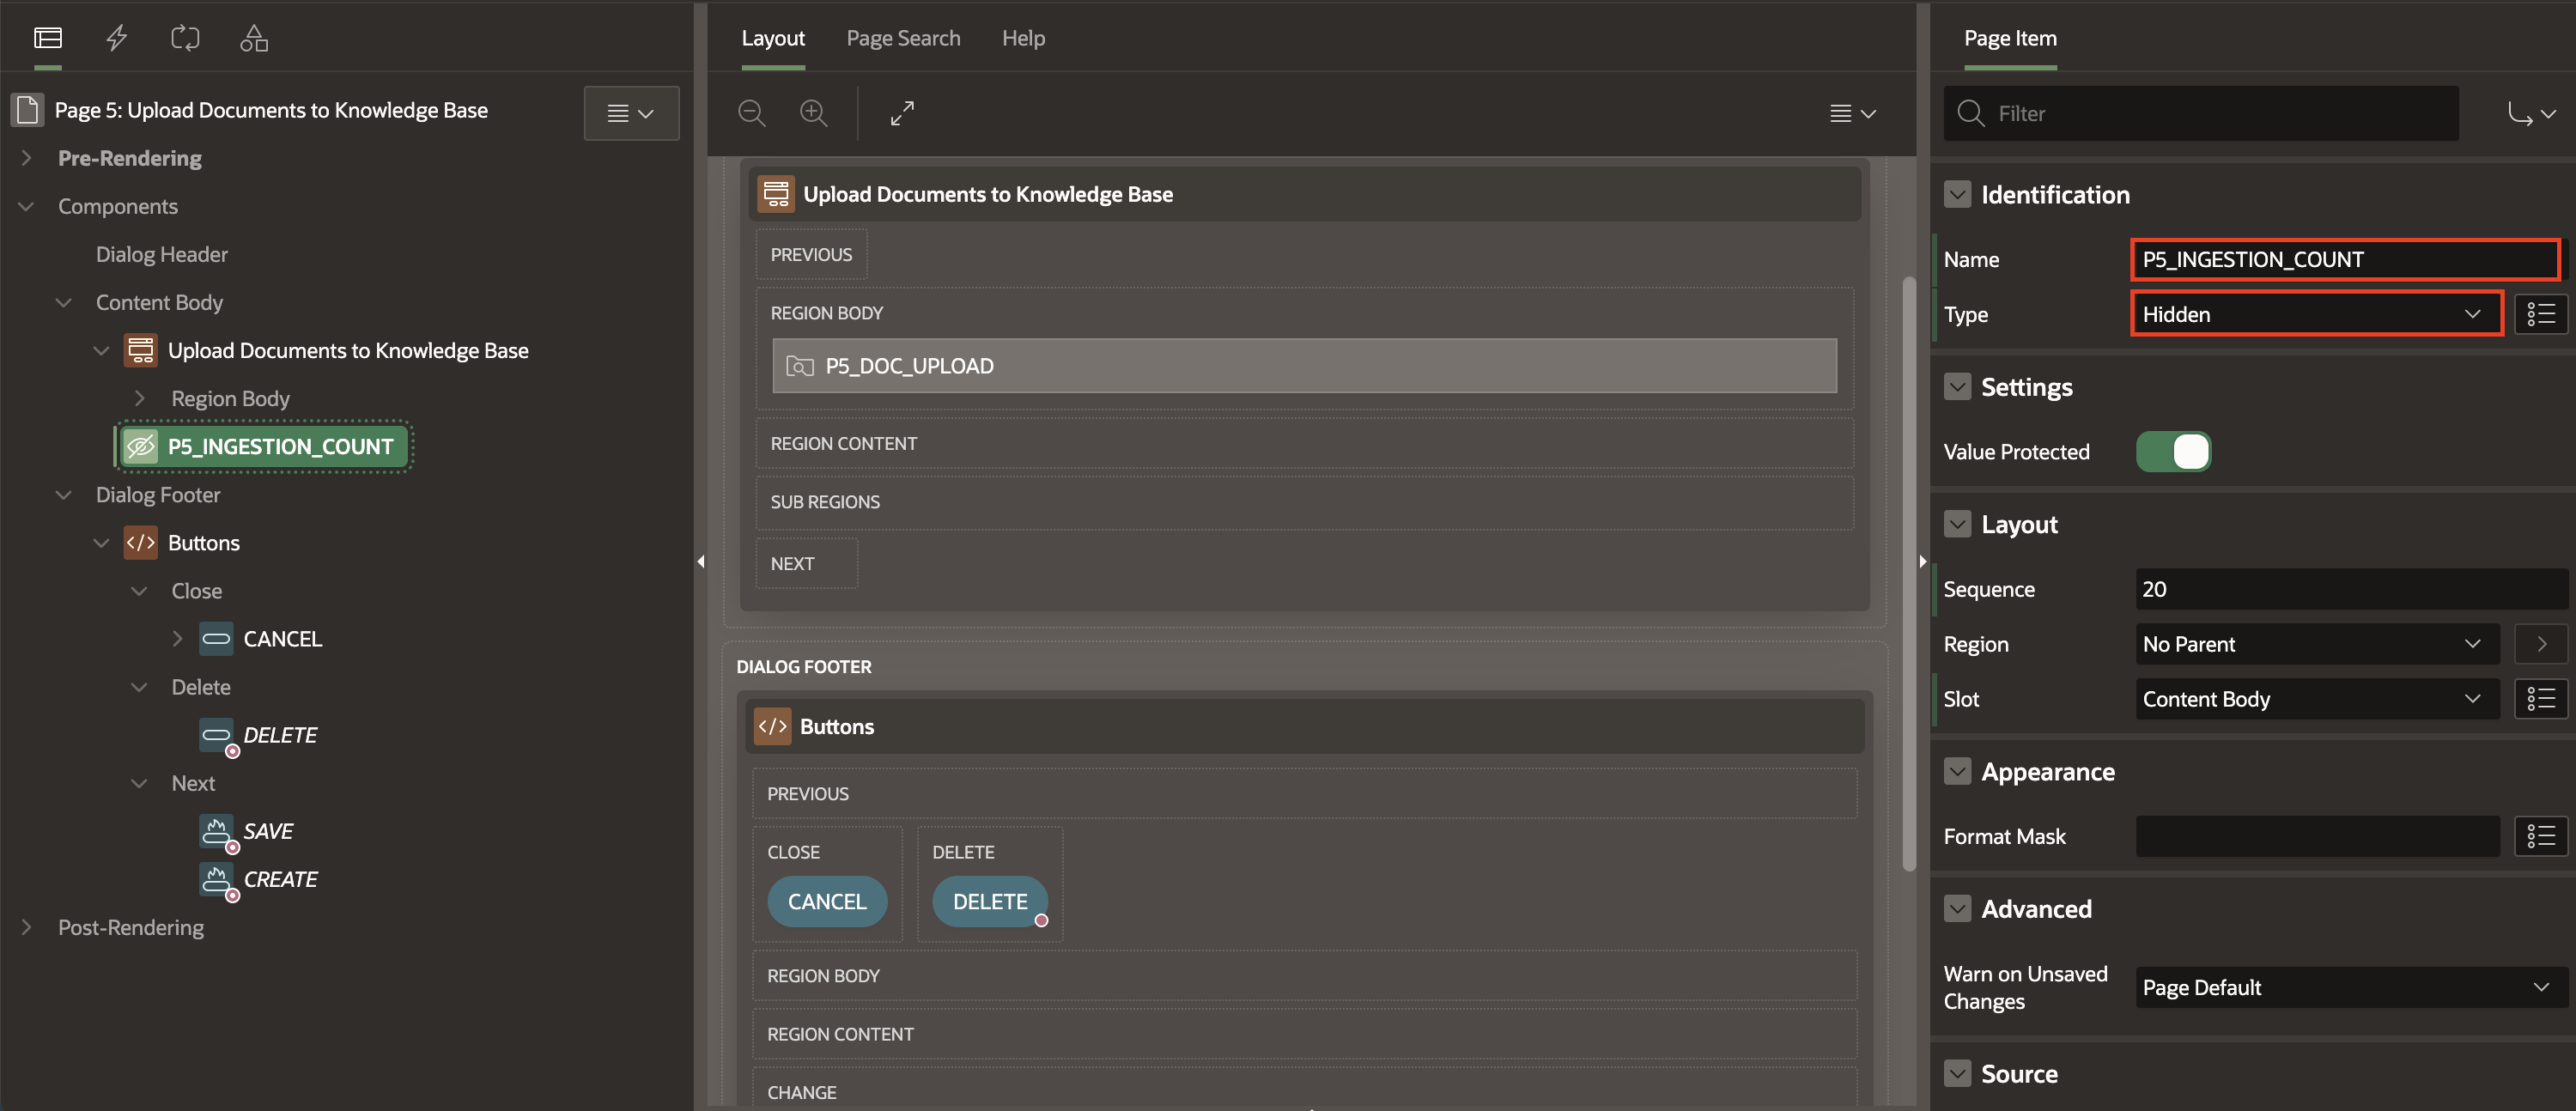 Page 5: Upload Documents to Knowledge Base
Pre-Rendering
Components
Dialog Header
Content Body
Upload Documents to Knowledge Base
Region Body
P5_INGESTION_COUNT
Dialog Footer
Buttons
Close
CANCEL
Delete
DELETE
Next
SAVE
CREATE
Post-Rendering
Layout
Page Search
Help
Upload Documents to Knowledge Base
PREVIOUS
REGION BODY
P5_DOC_UPLOAD
REGION CONTENT
SUB REGIONS
NEXT
DIALOG FOOTER
Buttons
PREVIOUS
CLOSE
DELETE
CANCEL
DELETE
REGION BODY
REGION CONTENT
CHANGE
Page Item
Filter
Identification
Name
P5_INGESTION_COUNT
Type
Hidden
Settings
Value Protected
Layout
Sequence
20
Region
No Parent
Slot
Content Body
Appearance
Format Mask
Advanced
Warn on Unsaved
Changes
Page Default
Source